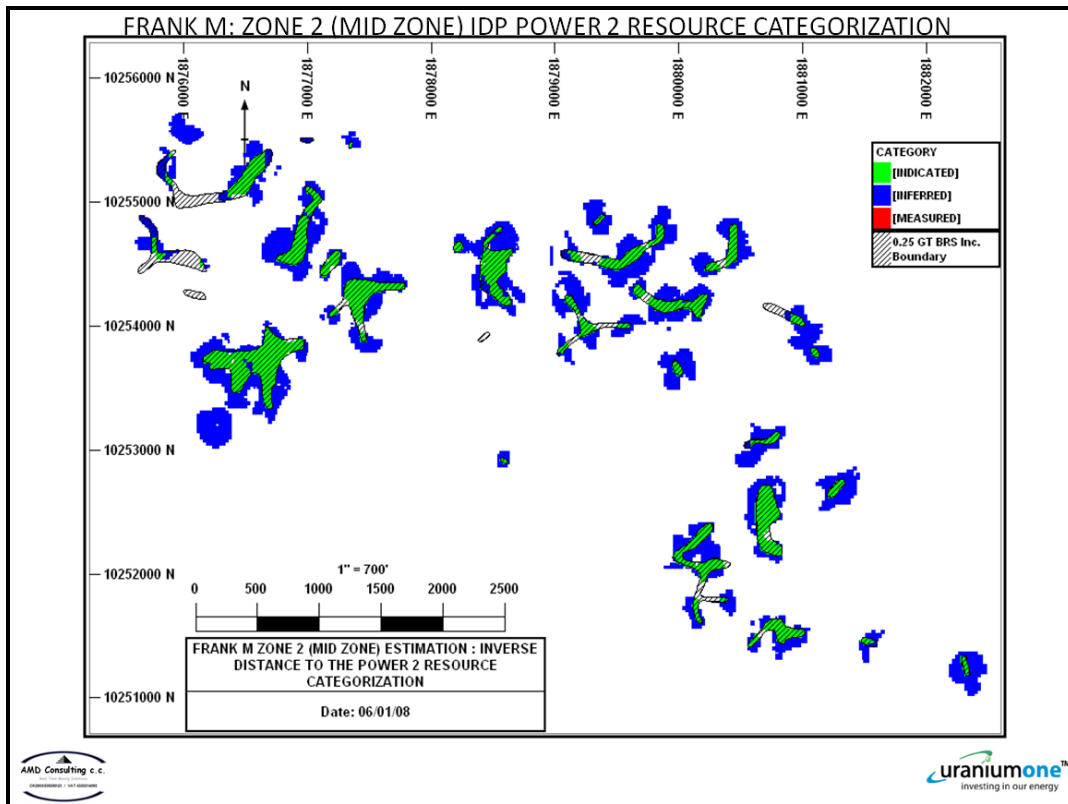 FRANK M: ZONE 2 (MID ZONE) IDP POWER 2 RESOURCE CATEGORIZATION
1876000 E
1877000 E
1878000 E
1879000 E
1880000 E
1881000 E
1882000 E
10256000 N
10255000 N
10254000 N
10253000 N
10252000 N
10251000 N
N
CATEGORY
[INDICATED]
[INFERRED]
[MEASURED]
0.25 GT BRS Inc.
Boundary
1" = 700'
0 500 1000 1500 2000 2500
FRANK M ZONE 2 (MID ZONE) ESTIMATION : INVERSE
DISTANCE TO THE POWER 2 RESOURCE
CATEGORIZATION
Date: 06/01/08
AMD Consulting c.c.
uraniumone™
investing in our energy